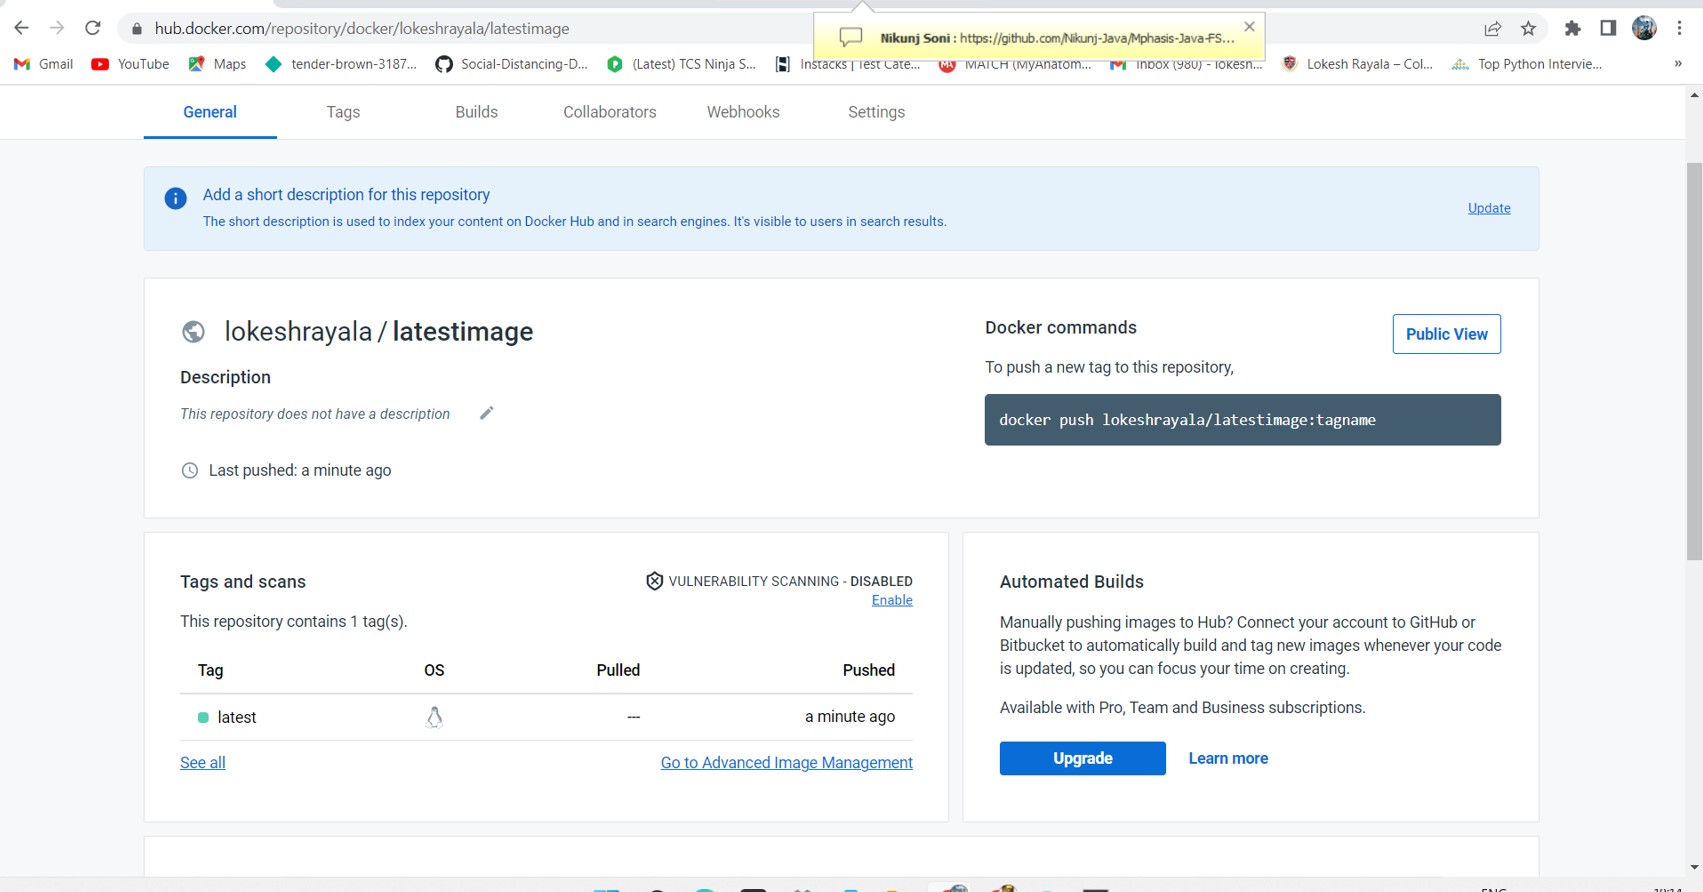 hub.docker.com/repository/docker/lokeshrayala/latestimage
Nikunj Soni : https://github.com/Nikunj-Java/Mphasis-Java-FS...
Gmail YouTube Maps tender-brown-3187... Social-Distancing-D... (Latest) TCS Ninja S... Instacks | Test Cate... MATCH (MyAnatom... Inbox (980) - lokesh... Lokesh Rayala – Col... Top Python Intervie... »
General Tags Builds Collaborators Webhooks Settings
Add a short description for this repository
The short description is used to index your content on Docker Hub and in search engines. It's visible to users in search results.
Update
lokeshrayala / latestimage
Description
This repository does not have a description
Last pushed: a minute ago
Docker commands
Public View
To push a new tag to this repository,
docker push lokeshrayala/latestimage:tagname
Tags and scans
VULNERABILITY SCANNING - DISABLED
Enable
This repository contains 1 tag(s).
Tag OS Pulled Pushed
latest --- a minute ago
See all Go to Advanced Image Management
Automated Builds
Manually pushing images to Hub? Connect your account to GitHub or
Bitbucket to automatically build and tag new images whenever your code
is updated, so you can focus your time on creating.
Available with Pro, Team and Business subscriptions.
Upgrade Learn more